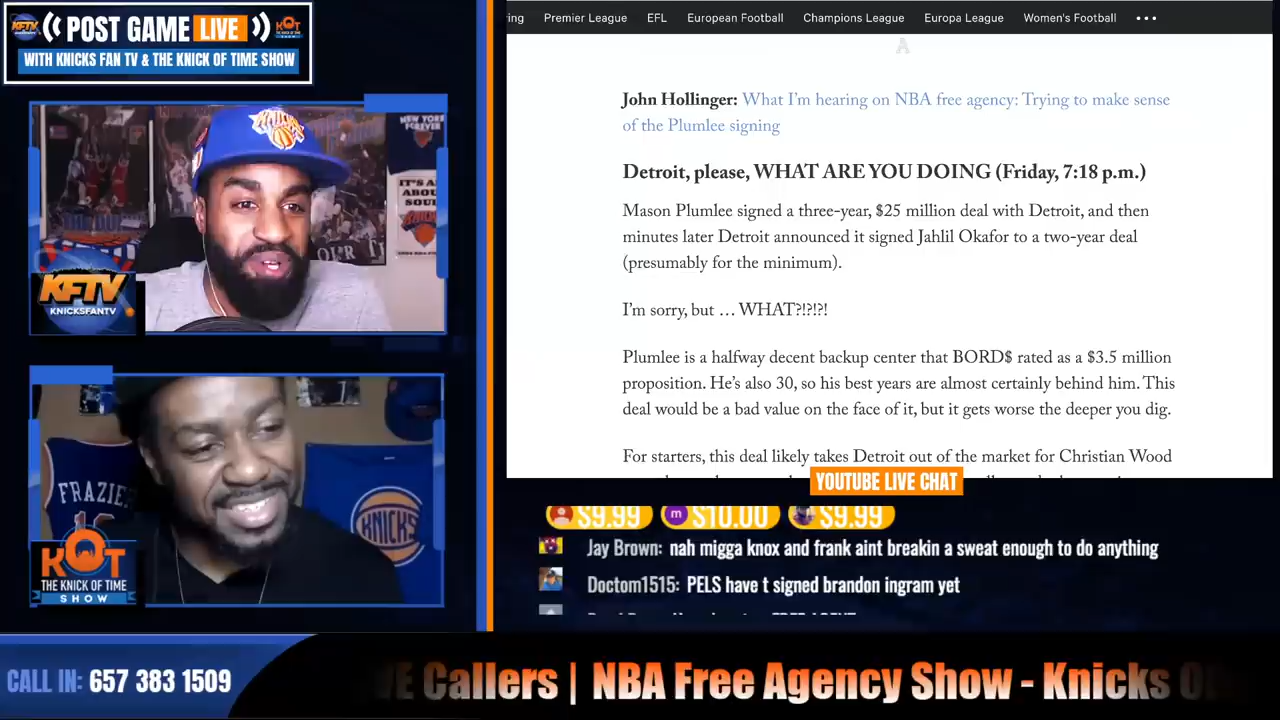 POST GAME LIVE
WITH KNICKS FAN TV & THE KNICK OF TIME SHOW
KFTV
KOT
Premier League
EFL
European Football
Champions League
Europa League
Women's Football
John Hollinger: What I'm hearing on NBA free agency: Trying to make sense
of the Plumlee signing
Detroit, please, WHAT ARE YOU DOING (Friday, 7:18 p.m.)
Mason Plumlee signed a three-year, $25 million deal with Detroit, and then
minutes later Detroit announced it signed Jahlil Okafor to a two-year deal
(presumably for the minimum).
I'm sorry, but … WHAT?!?!?!
Plumlee is a halfway decent backup center that BORD$ rated as a $3.5 million
proposition. He's also 30, so his best years are almost certainly behind him. This
deal would be a bad value on the face of it, but it gets worse the deeper you dig.
For starters, this deal likely takes Detroit out of the market for Christian Wood
YOUTUBE LIVE CHAT
$9.99
m $10.00
$9.99
Jay Brown: nah migga knox and frank aint breakin a sweat enough to do anything
Doctom1515: PELS have t signed brandon ingram yet
NEW YORK
FOREVER
IT'S A
ABOU
SOU
KFTV
KNICKSFANTV
FRAZIE
KNICKS
KOT
THE KNICK OF TIME
SHOW
CALL IN: 657 383 1509
Callers | NBA Free Agency Show - Knicks